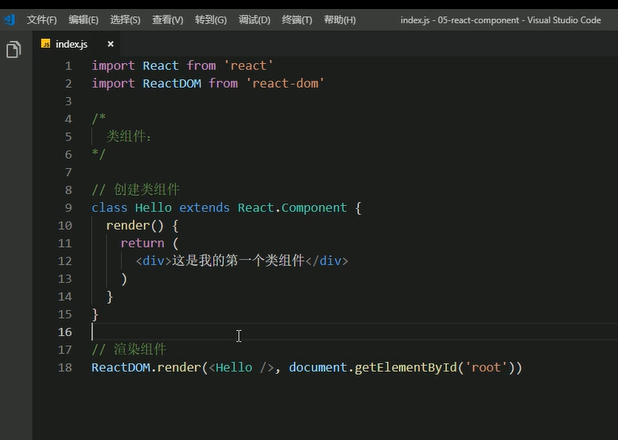 文件(F) 编辑(E) 选择(S) 查看(V) 转到(G) 调试(D) 终端(T) 帮助(H) index.js - 05-react-component - Visual Studio Code
JS index.js ×
1 import React from 'react'
2 import ReactDOM from 'react-dom'
3
4 /*
5 类组件:
6 */
7
8 // 创建类组件
9 class Hello extends React.Component {
10 render() {
11 return (
12 <div>这是我的第一个类组件</div>
13 )
14 }
15 }
16
17 // 渲染组件
18 ReactDOM.render(<Hello />, document.getElementById('root'))